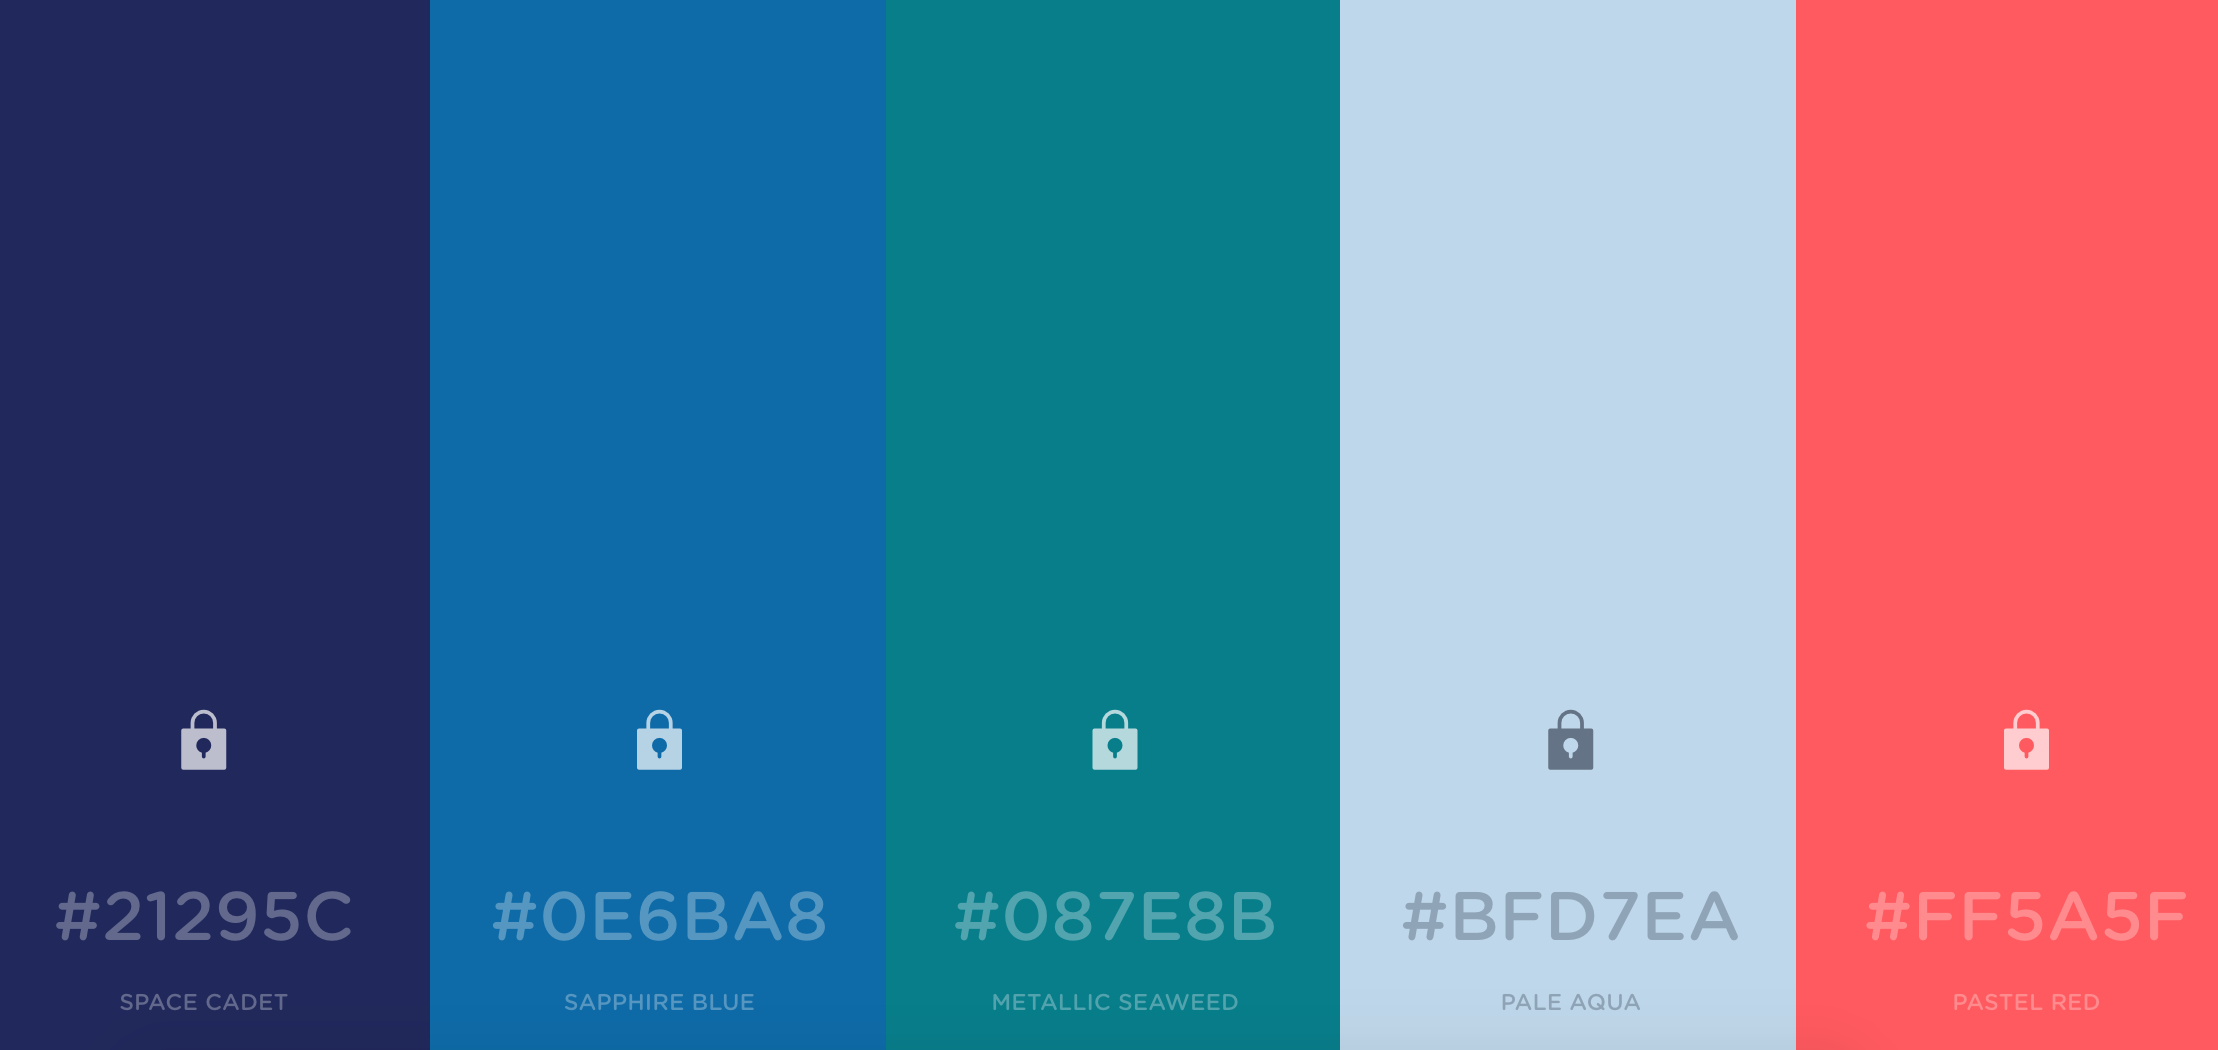 #21295C
SPACE CADET
#0E6BA8
SAPPHIRE BLUE
#087E8B
METALLIC SEAWEED
#BFD7EA
PALE AQUA
#FF5A5F
PASTEL RED